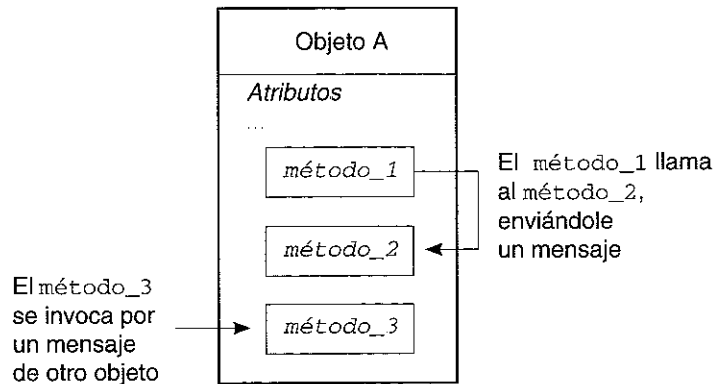 Objeto A
Atributos
...
método_1
El método_1 llama
al método_2,
enviándole
un mensaje
método_2
El método_3
se invoca por
un mensaje
de otro objeto
método_3